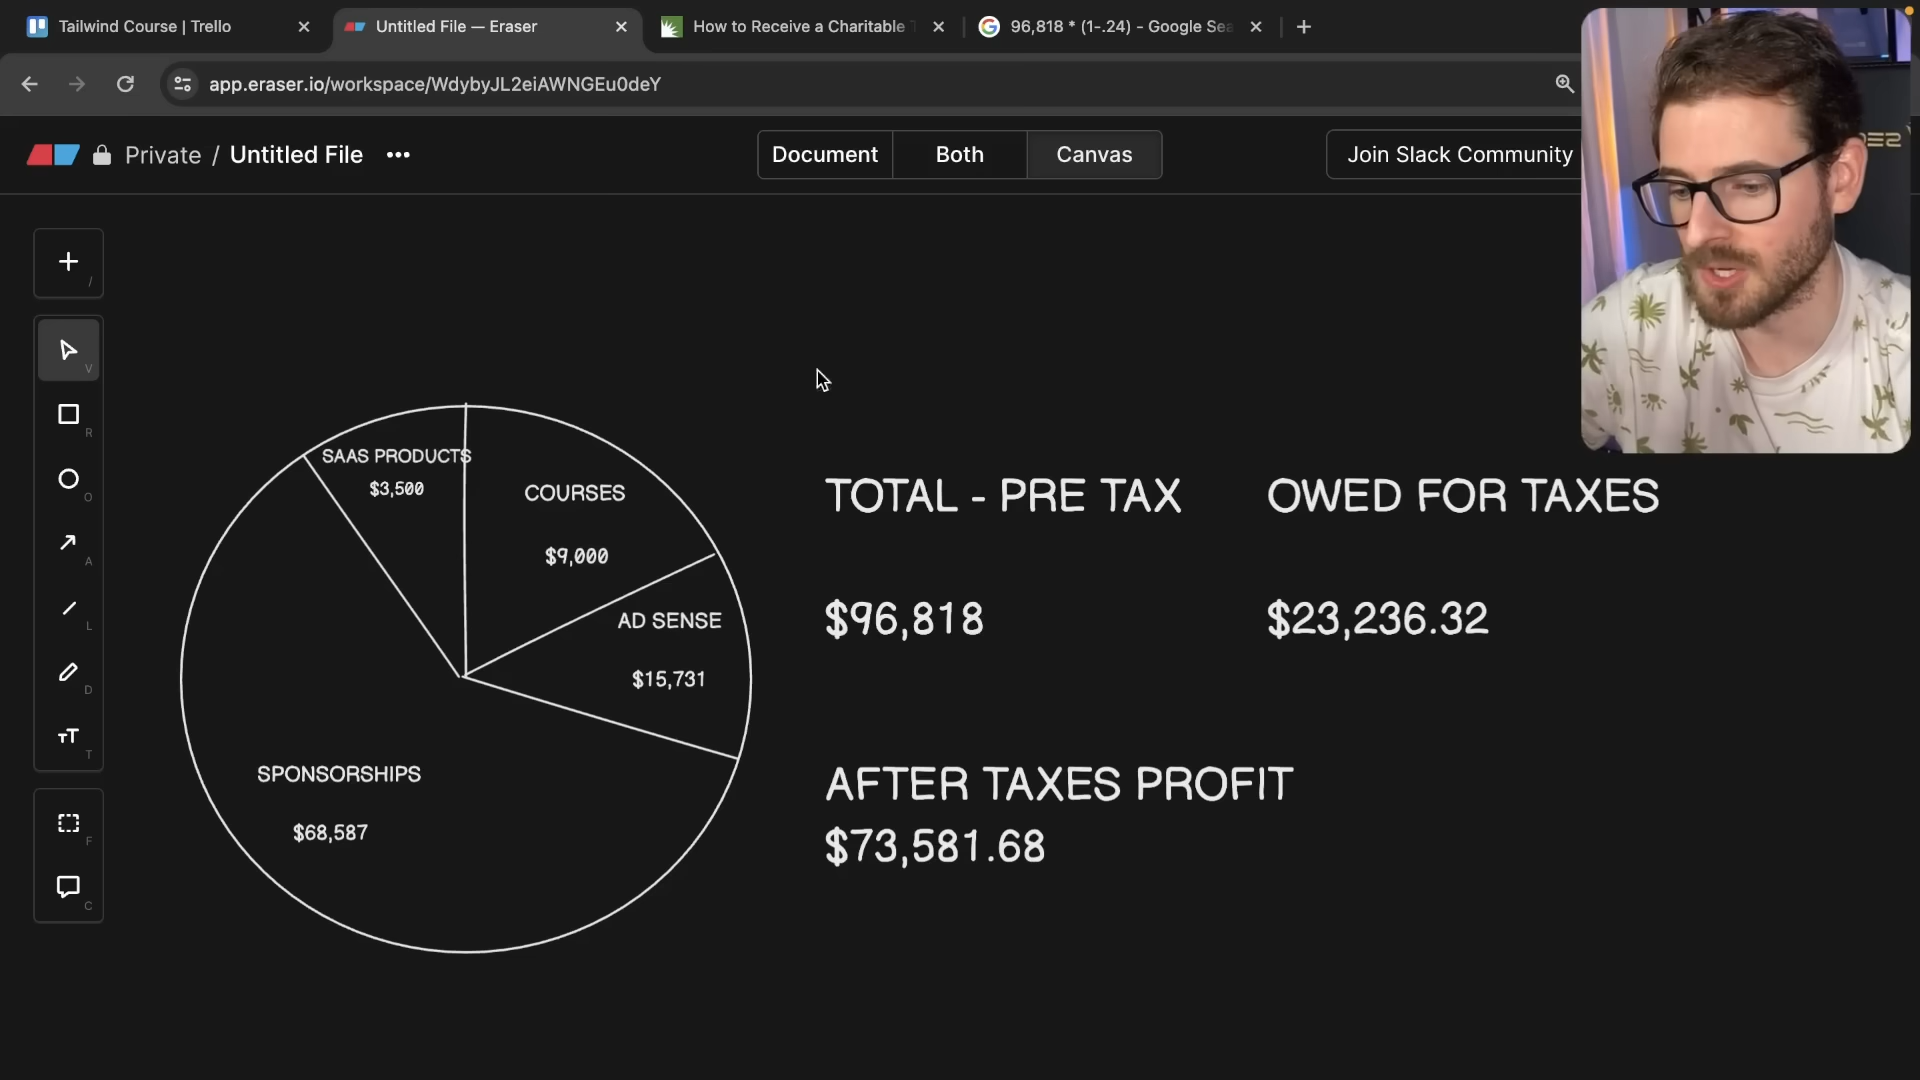 Tailwind Course | Trello
Untitled File — Eraser
How to Receive a Charitable
96,818 * (1-.24) - Google Sea
app.eraser.io/workspace/WdybyJL2eiAWNGEu0deY
Private / Untitled File
Document
Both
Canvas
Join Slack Community
/
V
R
O
A
L
D
T
F
C
SAAS PRODUCTS
$3,500
COURSES
$9,000
AD SENSE
$15,731
SPONSORSHIPS
$68,587
TOTAL - PRE TAX
$96,818
OWED FOR TAXES
$23,236.32
AFTER TAXES PROFIT
$73,581.68